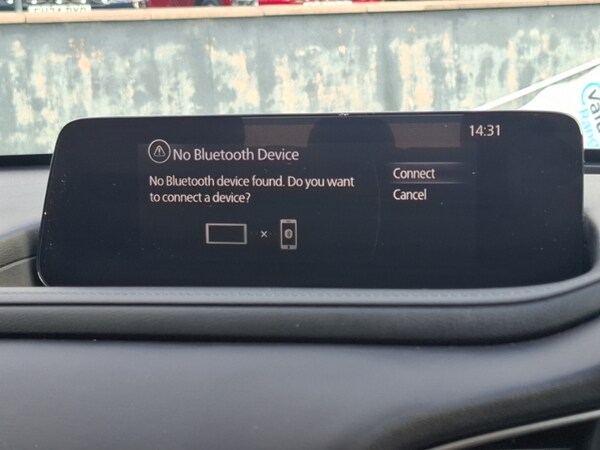 14:31
No Bluetooth Device
No Bluetooth device found. Do you want
to connect a device?
Connect
Cancel